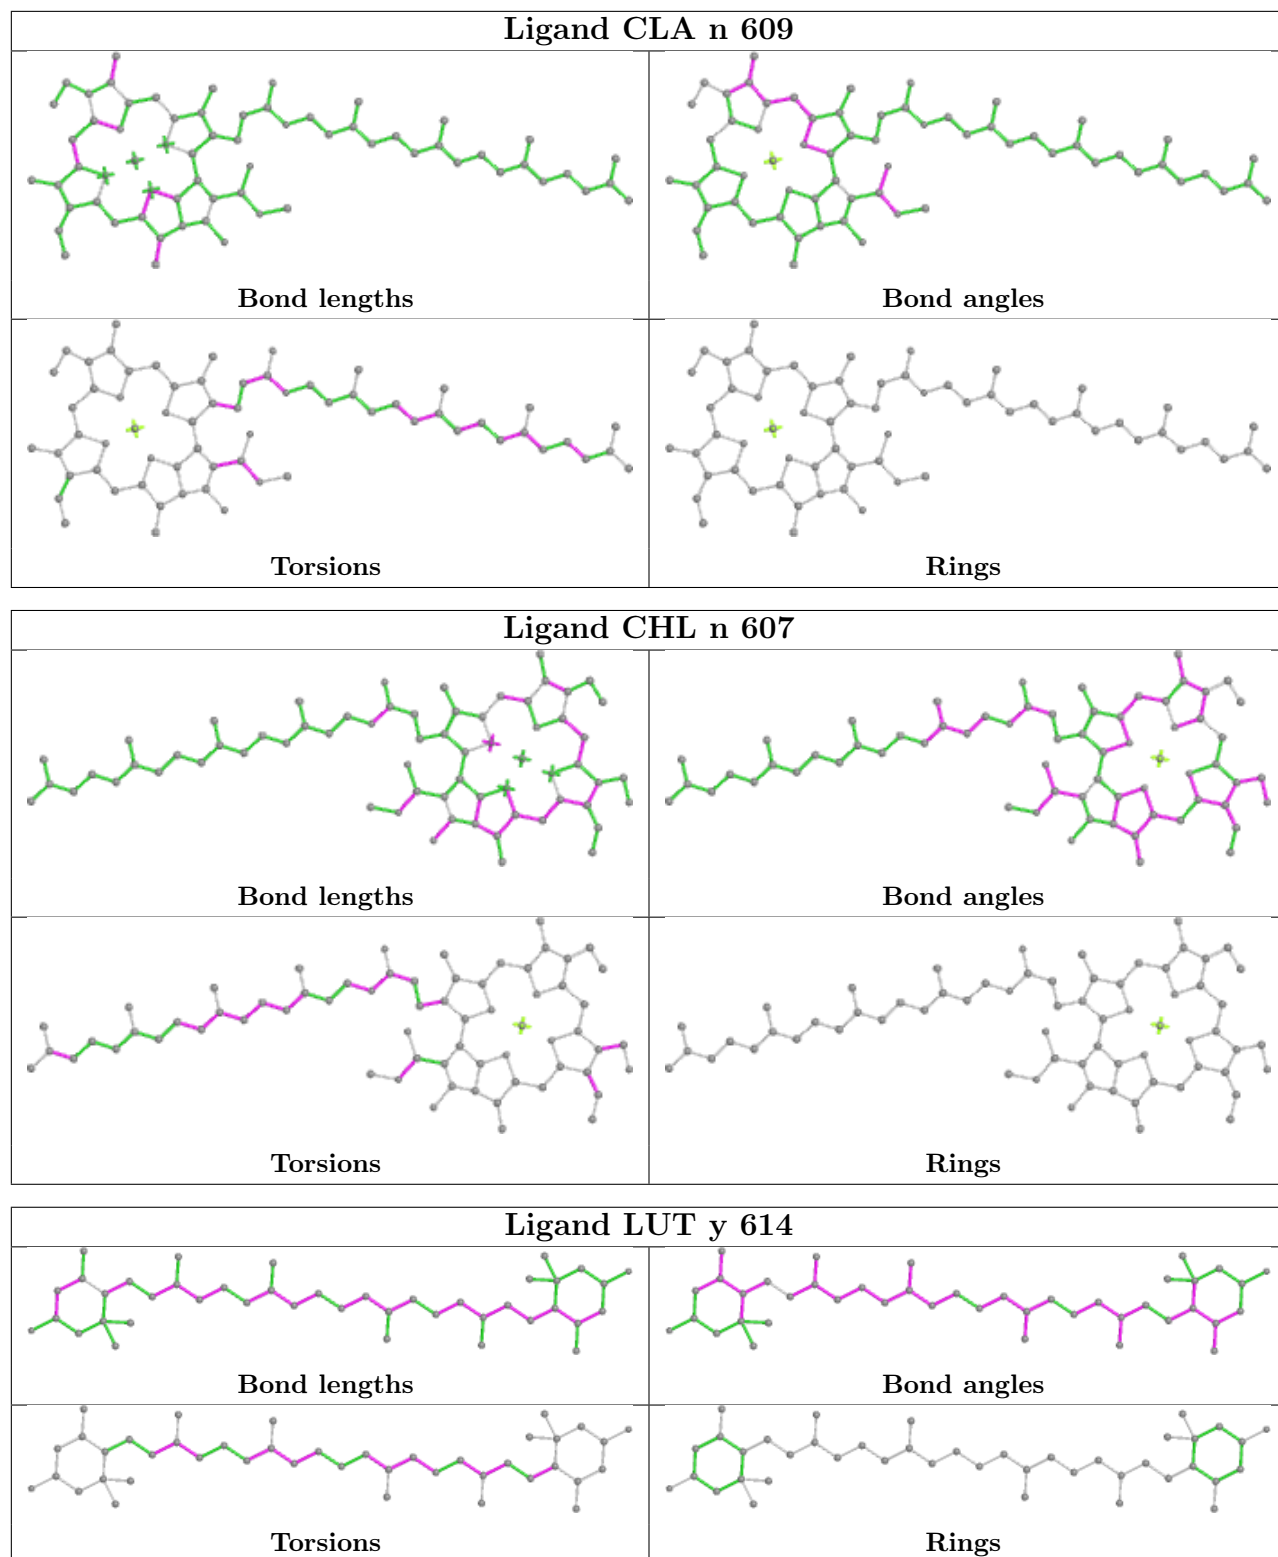 Ligand CLA n 609
Bond lengths
Bond angles
Torsions
Rings
Ligand CHL n 607
Bond lengths
Bond angles
Torsions
Rings
Ligand LUT y 614
Bond lengths
Bond angles
Torsions
Rings